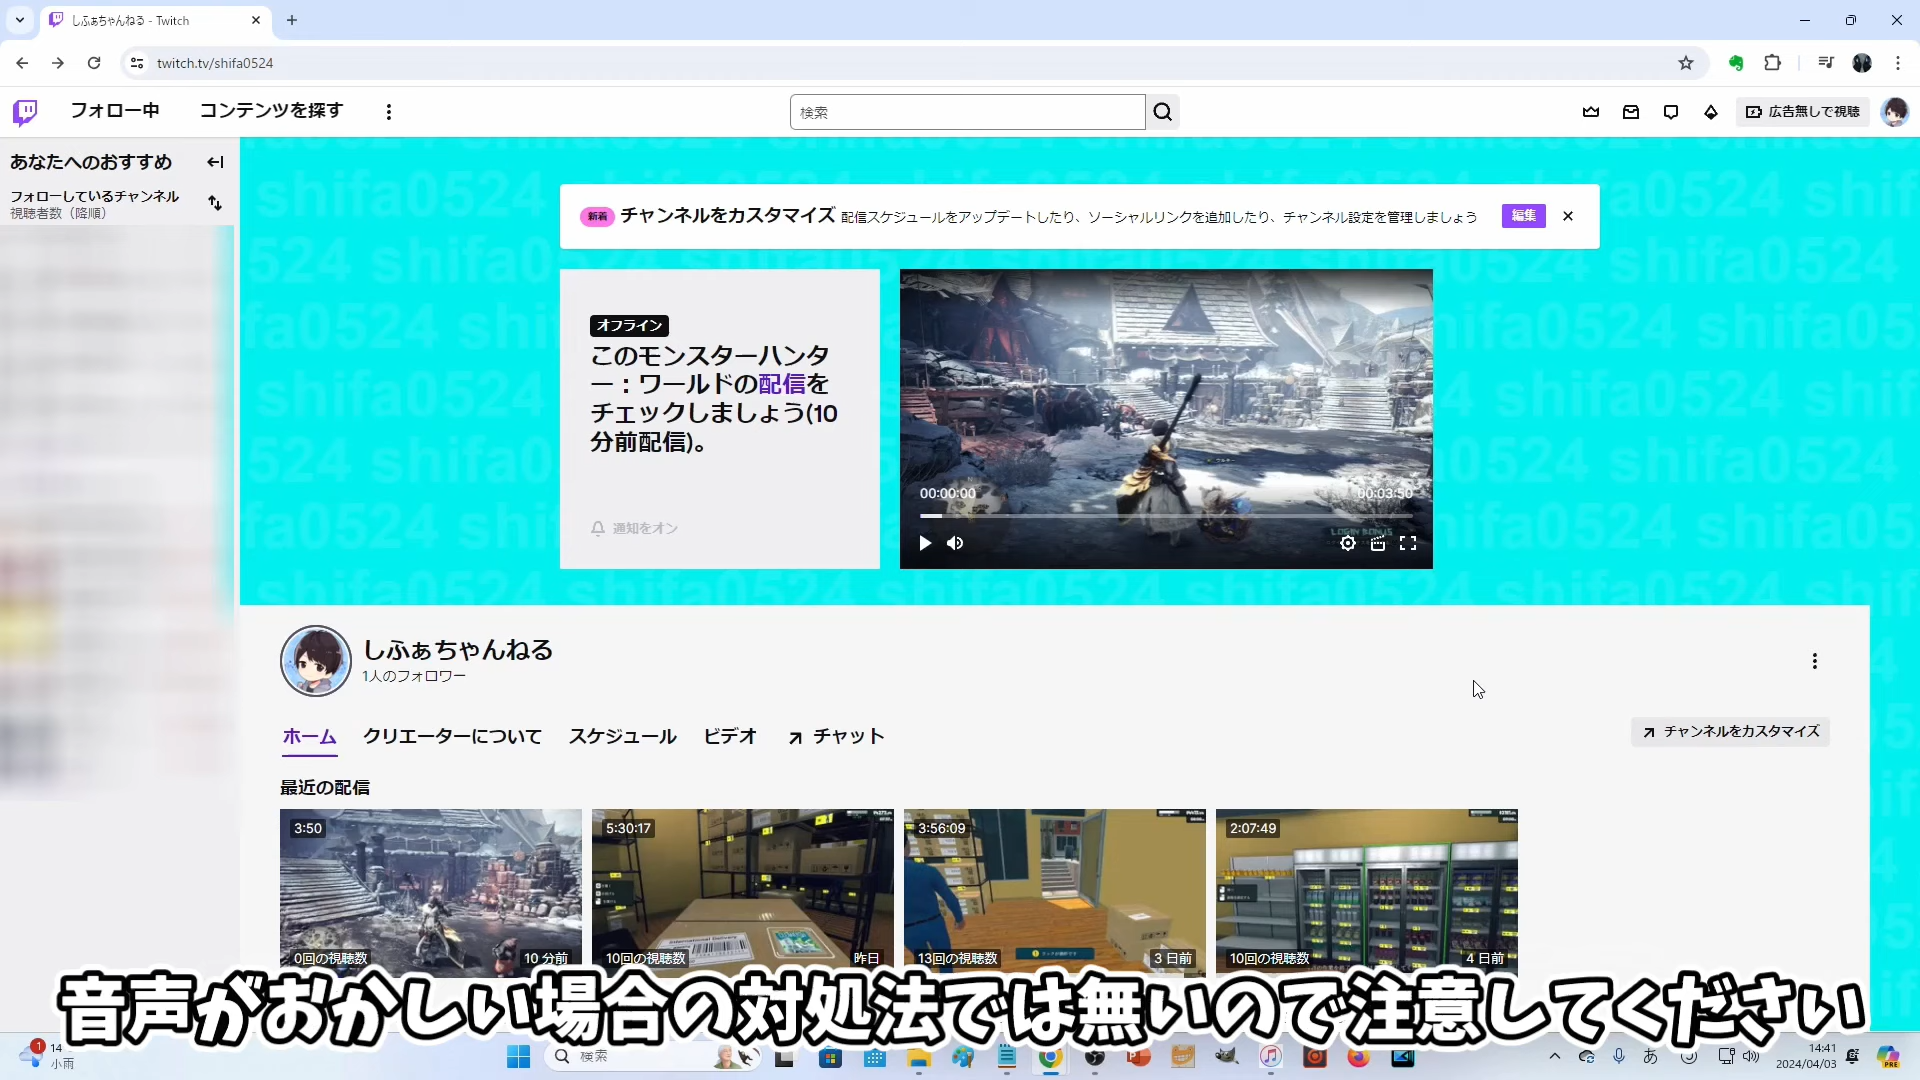 しふぁちゃんねる - Twitch
twitch.tv/shifa0524
フォロー中
コンテンツを探す
検索
広告無しで視聴
あなたへのおすすめ
フォローしているチャンネル
視聴者数（降順）
新着 チャンネルをカスタマイズ 配信スケジュールをアップデートしたり、ソーシャルリンクを追加したり、チャンネル設定を管理しましょう
編集
オフライン
このモンスターハンタ
ー：ワールドの配信を
チェックしましょう(10
分前配信)。
通知をオン
00:00:00
00:03:50
LOGIN BONUS
しふぁちゃんねる
1人のフォロワー
ホーム
クリエーターについて
スケジュール
ビデオ
チャット
チャンネルをカスタマイズ
最近の配信
3:50
0回の視聴数
10 分前
5:30:17
International Delivery
10回の視聴数
昨日
3:56:09
13回の視聴数
3 日前
2:07:49
10回の視聴数
4 日前
音声がおかしい場合の対処法では無いので注意してください
1
14
小雨
検索
あ
14:41
2024/04/03
PRE
shifa0524